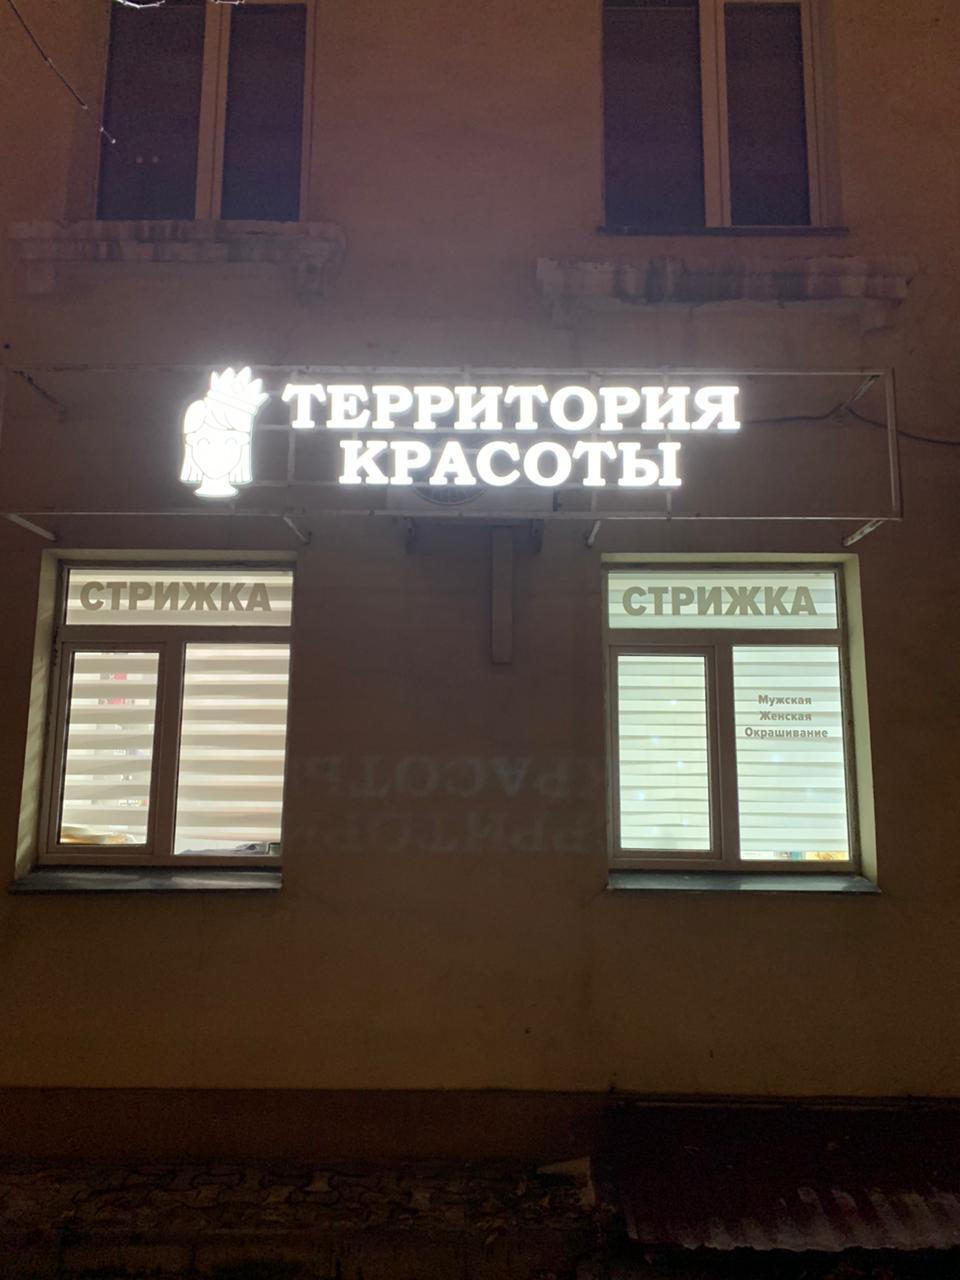 ТЕРРИТОРИЯ
КРАСОТЫ
СТРИЖКА
СТРИЖКА
Мужская
Женская
Окрашивание